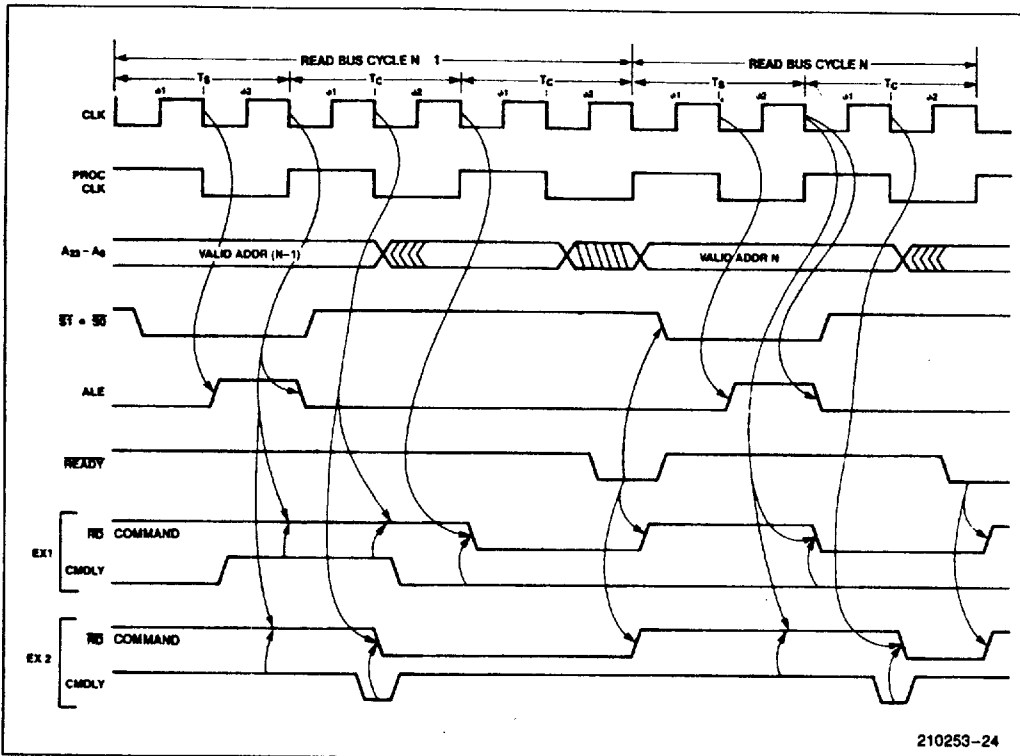 READ BUS CYCLE N 1 READ BUS CYCLE N
TS TC TC TS TC
ϕ1 ϕ2 ϕ1 ϕ2 ϕ1 ϕ2 ϕ1 ϕ2 ϕ1 ϕ2
CLK
PROC
CLK
A23 – A0 VALID ADDR (N–1) VALID ADDR N
S1 • S0
ALE
READY
EX1
RD COMMAND
CMDLY
EX 2
RD COMMAND
CMDLY
210253–24